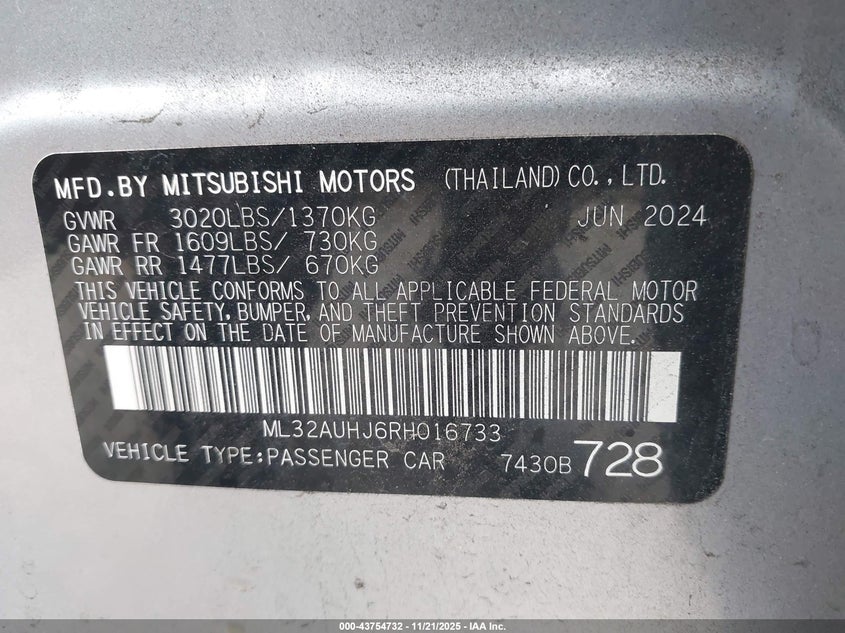 MFD.BY MITSUBISHI MOTORS (THAILAND) CO., LTD.
GVWR 3020LBS/1370KG JUN 2024
GAWR FR 1609LBS/ 730KG
GAWR RR 1477LBS/ 670KG
THIS VEHICLE CONFORMS TO ALL APPLICABLE FEDERAL MOTOR
VEHICLE SAFETY, BUMPER, AND THEFT PREVENTION STANDARDS
IN EFFECT ON THE DATE OF MANUFACTURE SHOWN ABOVE.
ML32AUHJ6RH016733
VEHICLE TYPE:PASSENGER CAR 7430B 728
000-43754732 - 11/21/2025 - IAA Inc.